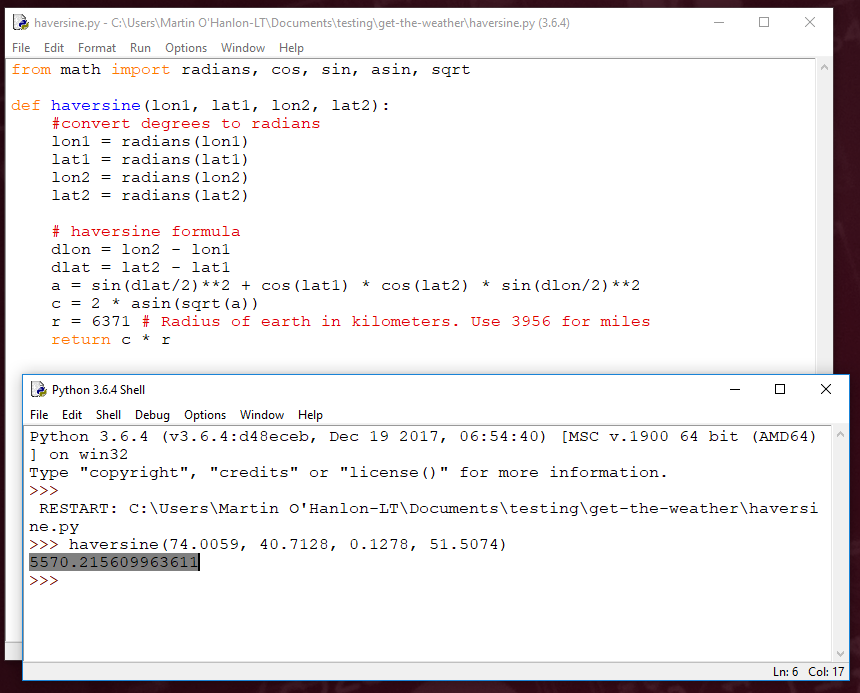 haversine.py - C:\Users\Martin O'Hanlon-LT\Documents\testing\get-the-weather\haversine.py (3.6.4)
File Edit Format Run Options Window Help
from math import radians, cos, sin, asin, sqrt
def haversine(lon1, lat1, lon2, lat2):
#convert degrees to radians
lon1 = radians(lon1)
lat1 = radians(lat1)
lon2 = radians(lon2)
lat2 = radians(lat2)
# haversine formula
dlon = lon2 - lon1
dlat = lat2 - lat1
a = sin(dlat/2)**2 + cos(lat1) * cos(lat2) * sin(dlon/2)**2
c = 2 * asin(sqrt(a))
r = 6371 # Radius of earth in kilometers. Use 3956 for miles
return c * r
Python 3.6.4 Shell
File Edit Shell Debug Options Window Help
Python 3.6.4 (v3.6.4:d48eceb, Dec 19 2017, 06:54:40) [MSC v.1900 64 bit (AMD64)
] on win32
Type "copyright", "credits" or "license()" for more information.
>>>
RESTART: C:\Users\Martin O'Hanlon-LT\Documents\testing\get-the-weather\haversi
ne.py
>>> haversine(74.0059, 40.7128, 0.1278, 51.5074)
5570.215609963611
>>>
Ln: 6 Col: 17